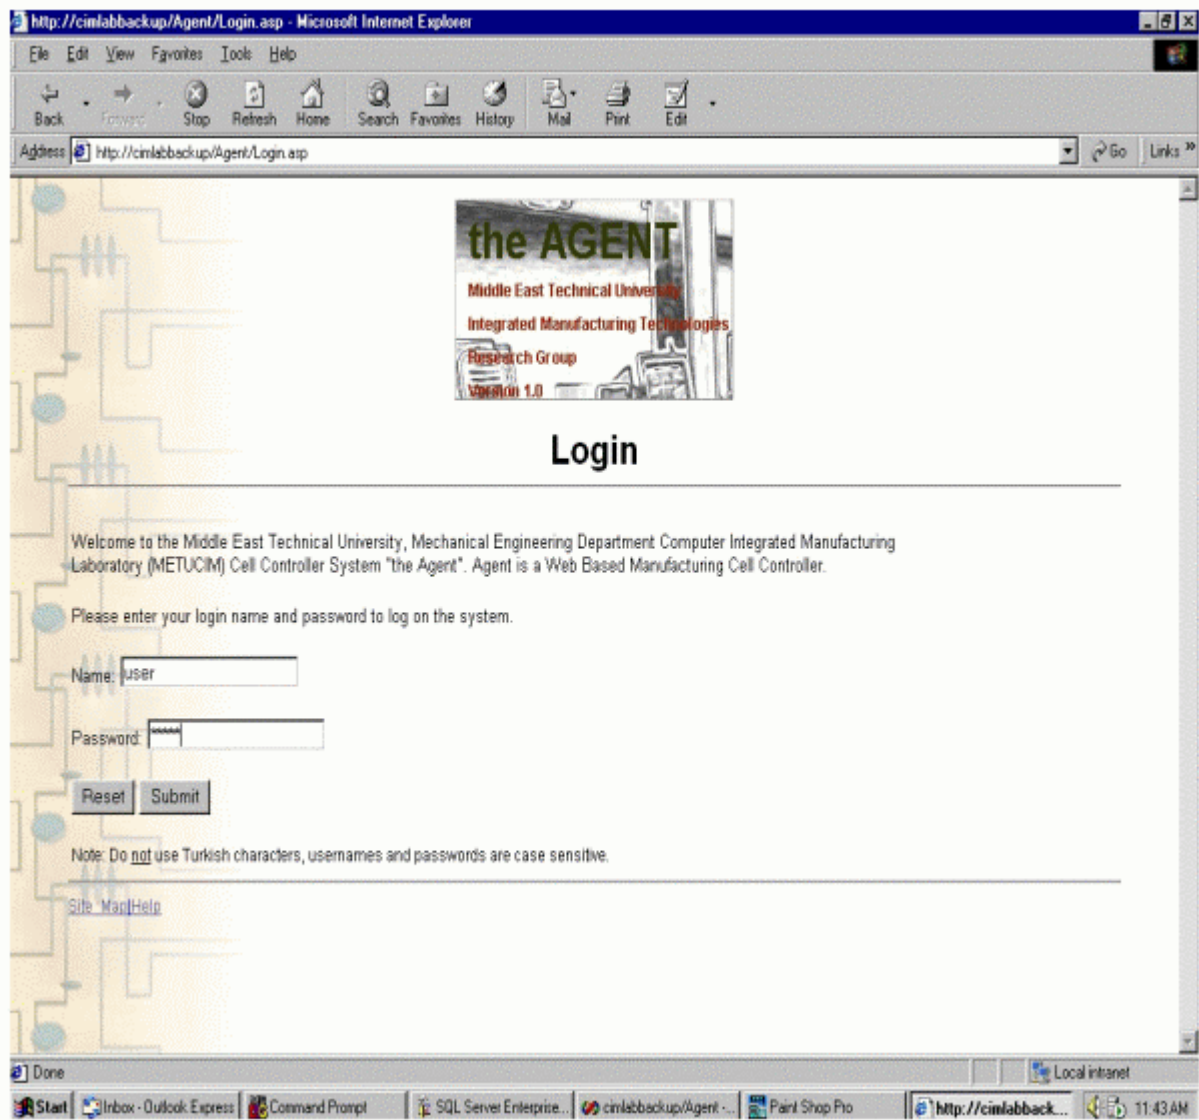 http://cimlabbackup/Agent/Login.asp - Microsoft Internet Explorer
File Edit View Favorites Tools Help
Back Forward Stop Refresh Home Search Favorites History Mail Print Edit
Address http://cimlabbackup/Agent/Login.asp Go Links »
the AGENT
Middle East Technical University
Integrated Manufacturing Technologies
Research Group
Version 1.0
Login
Welcome to the Middle East Technical University, Mechanical Engineering Department Computer Integrated Manufacturing
Laboratory (METUCIM) Cell Controller System "the Agent". Agent is a Web Based Manufacturing Cell Controller.
Please enter your login name and password to log on the system.
Name: user
Password: *****
Reset Submit
Note: Do not use Turkish characters, usernames and passwords are case sensitive.
Site Map|Help
Done Local intranet
Start Inbox - Outlook Express Command Prompt SQL Server Enterprise... cimlabbackup/Agent -... Paint Shop Pro http://cimlabback... 11:43 AM